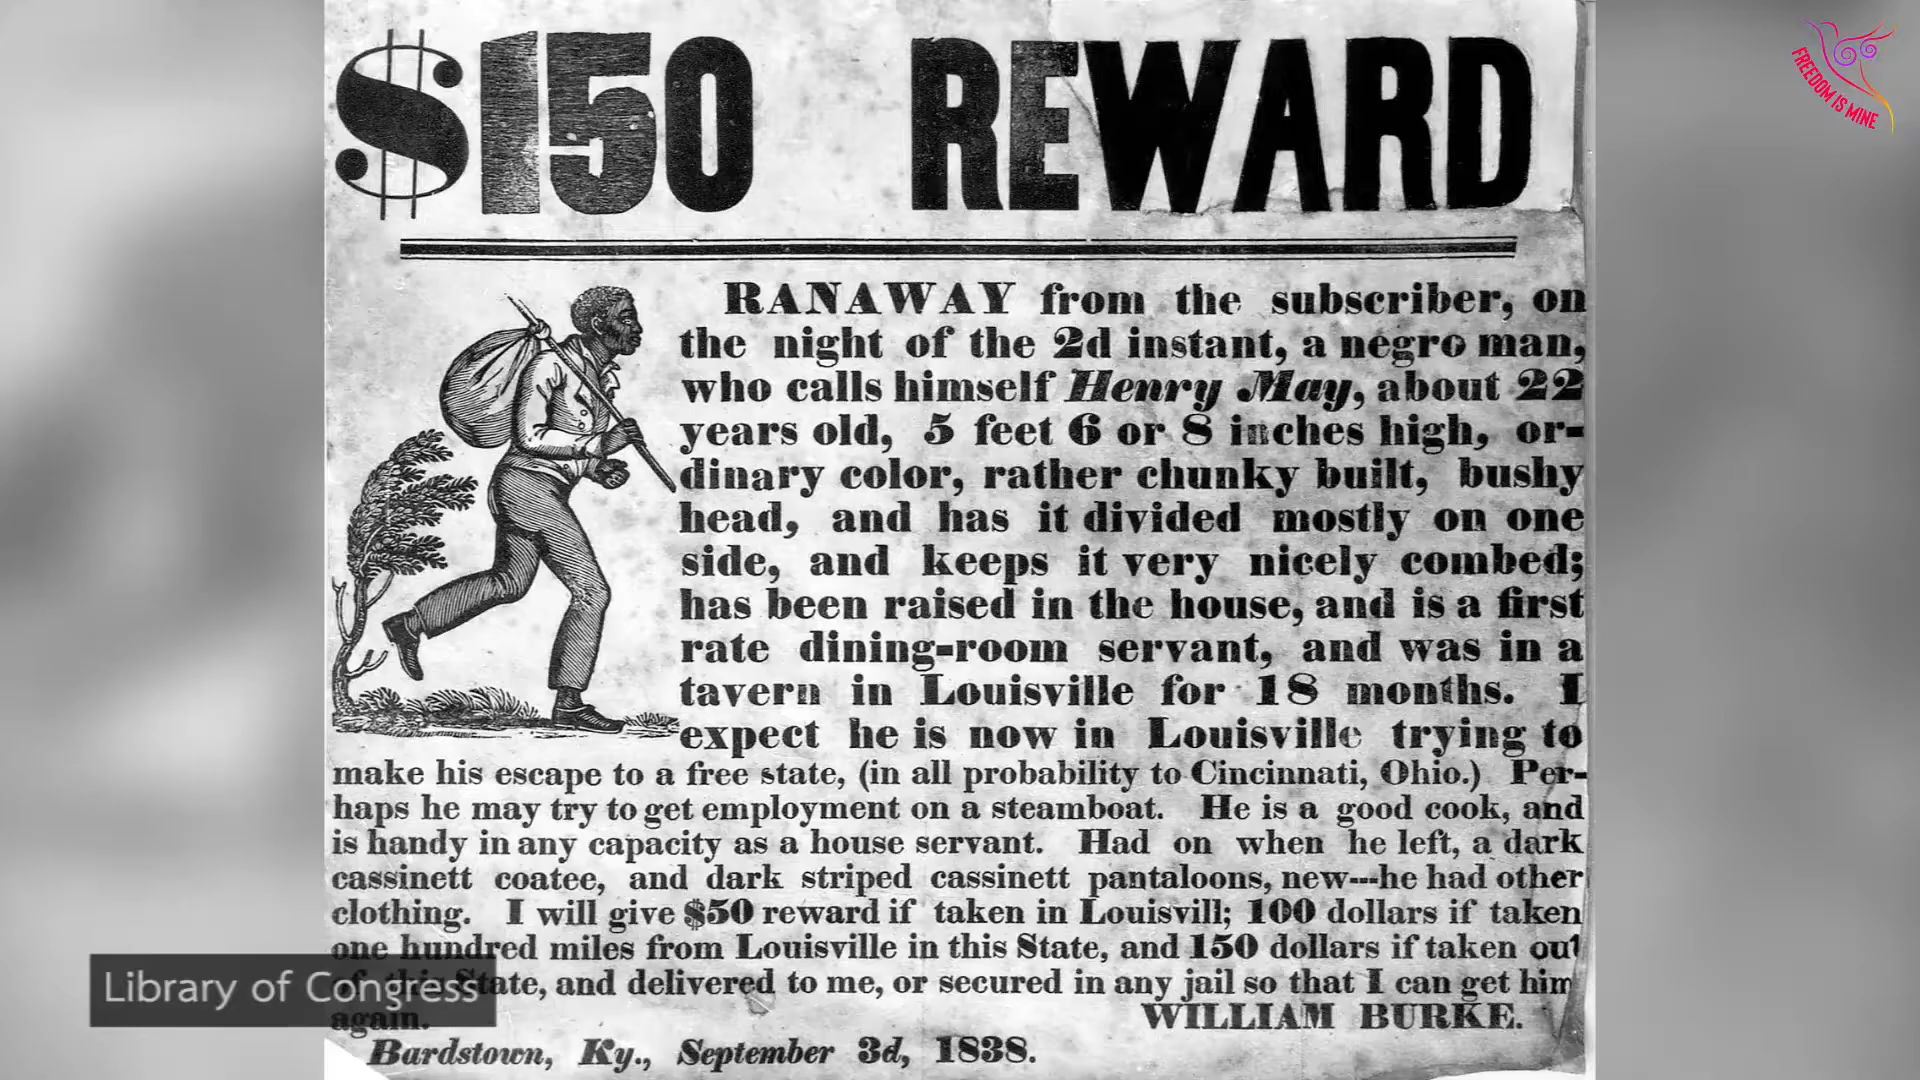 $150 REWARD
FREEDOM IS MINE
RANAWAY from the subscriber, on
the night of the 2d instant, a negro man,
who calls himself Henry May, about 22
years old, 5 feet 6 or 8 inches high, or-
dinary color, rather chunky built, bushy
head, and has it divided mostly on one
side, and keeps it very nicely combed;
has been raised in the house, and is a first
rate dining-room servant, and was in a
tavern in Louisville for 18 months. I
expect he is now in Louisville trying to
make his escape to a free state, (in all probability to Cincinnati, Ohio.) Per-
haps he may try to get employment on a steamboat. He is a good cook, and
is handy in any capacity as a house servant. Had on when he left, a dark
cassinett coatee, and dark striped cassinett pantaloons, new---he had other
clothing. I will give $50 reward if taken in Louisvill; 100 dollars if taken
one hundred miles from Louisville in this State, and 150 dollars if taken out
of this State, and delivered to me, or secured in any jail so that I can get him
again. WILLIAM BURKE.
Bardstown, Ky., September 3d, 1838.
Library of Congress